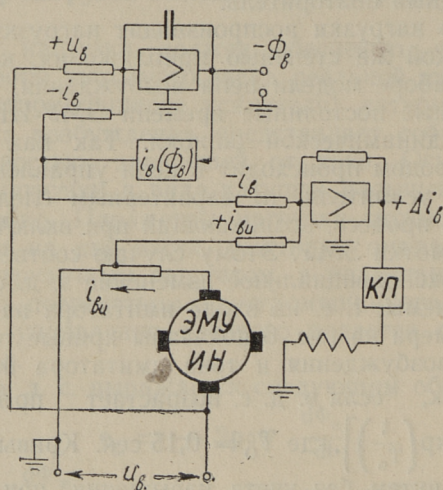 +u_в
-i_в
-Ф_в
i_в(Ф_в)
-i_в
+i_ви
+Δi_в
i_ви
КП
ЭМУ
ИН
u_в.